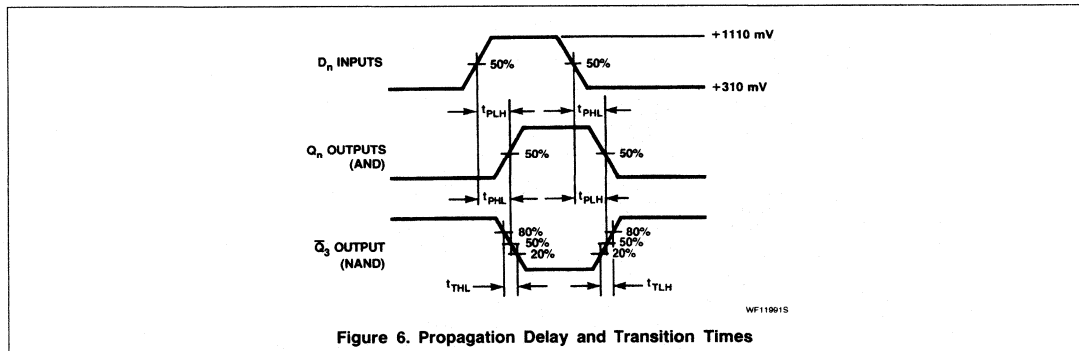 +1110 mV
Dn INPUTS
50%
50%
+310 mV
tPLH
tPHL
Qn OUTPUTS
(AND)
50%
50%
tPHL
tPLH
Q̅3 OUTPUT
(NAND)
80%
50%
20%
80%
50%
20%
tTHL
tTLH
WF11991S
Figure 6. Propagation Delay and Transition Times